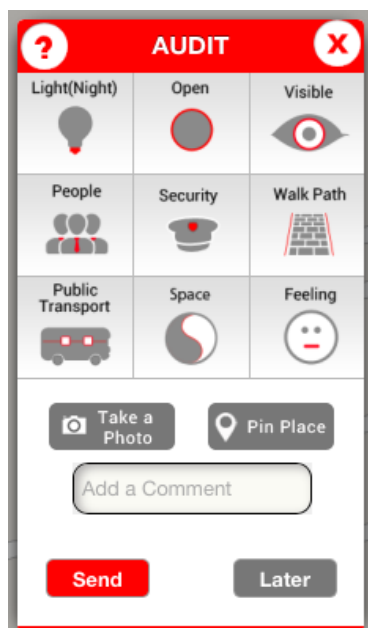 ?
AUDIT
X
Light(Night)
Open
Visible
People
Security
Walk Path
Public
Transport
Space
Feeling
Take a
Photo
Pin Place
Add a Comment
Send
Later